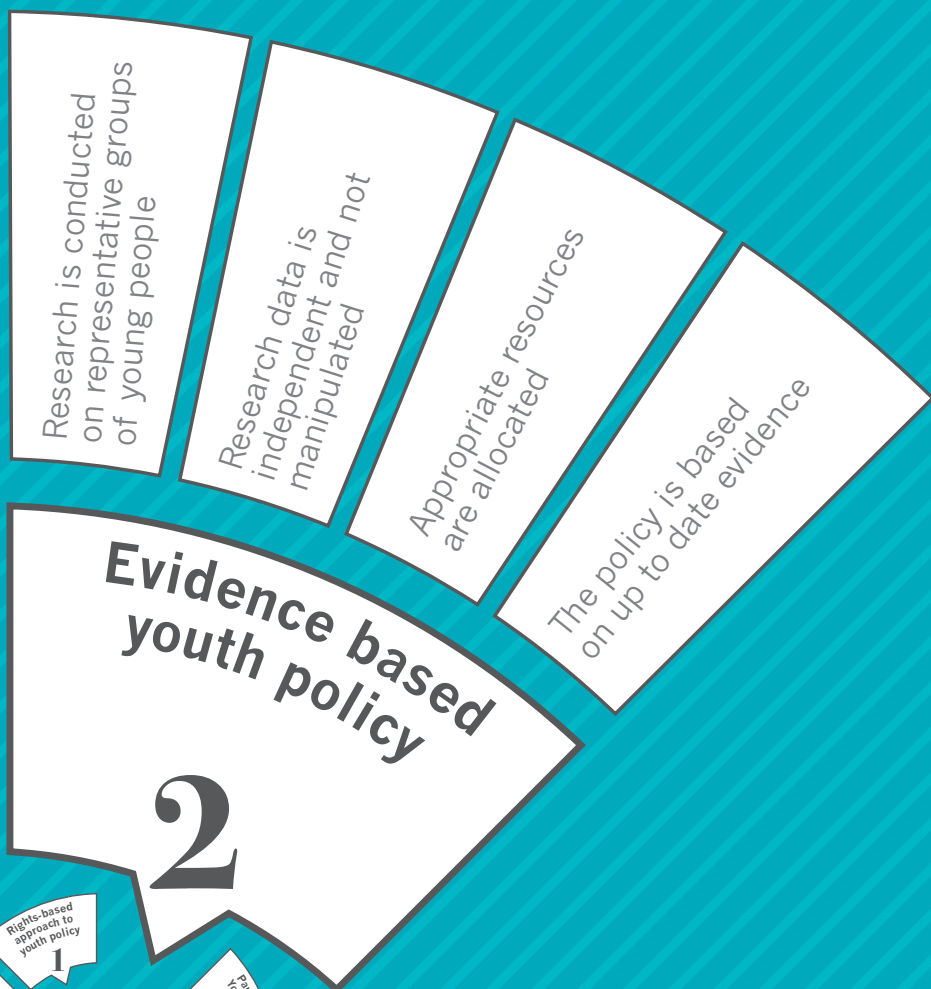 Research is conducted
on representative groups
of young people
Research data is
independent and not
manipulated
Appropriate resources
are allocated
The policy is based
on up to date evidence
Evidence based
youth policy
2
Rights-based
approach to
youth policy
1